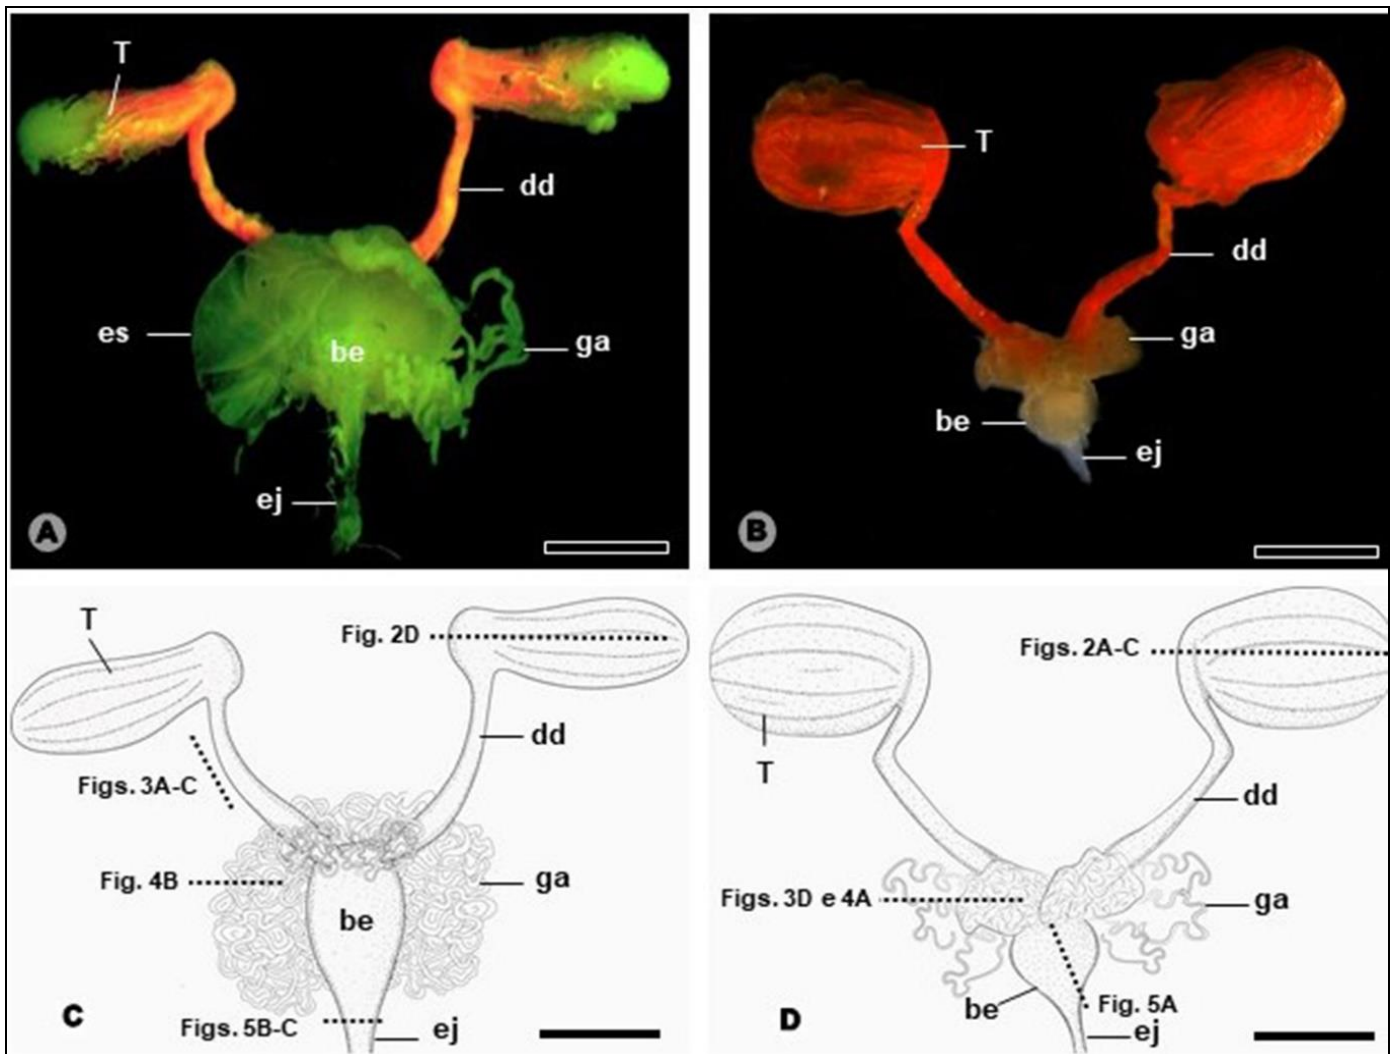 T
dd
es
be
ga
ej
A
T
dd
ga
be
ej
B
T
Fig. 2D
dd
Figs. 3A-C
Fig. 4B
ga
be
C
Figs. 5B-C
ej
Figs. 2A-C
T
dd
Figs. 3D e 4A
ga
be
Fig. 5A
D
ej